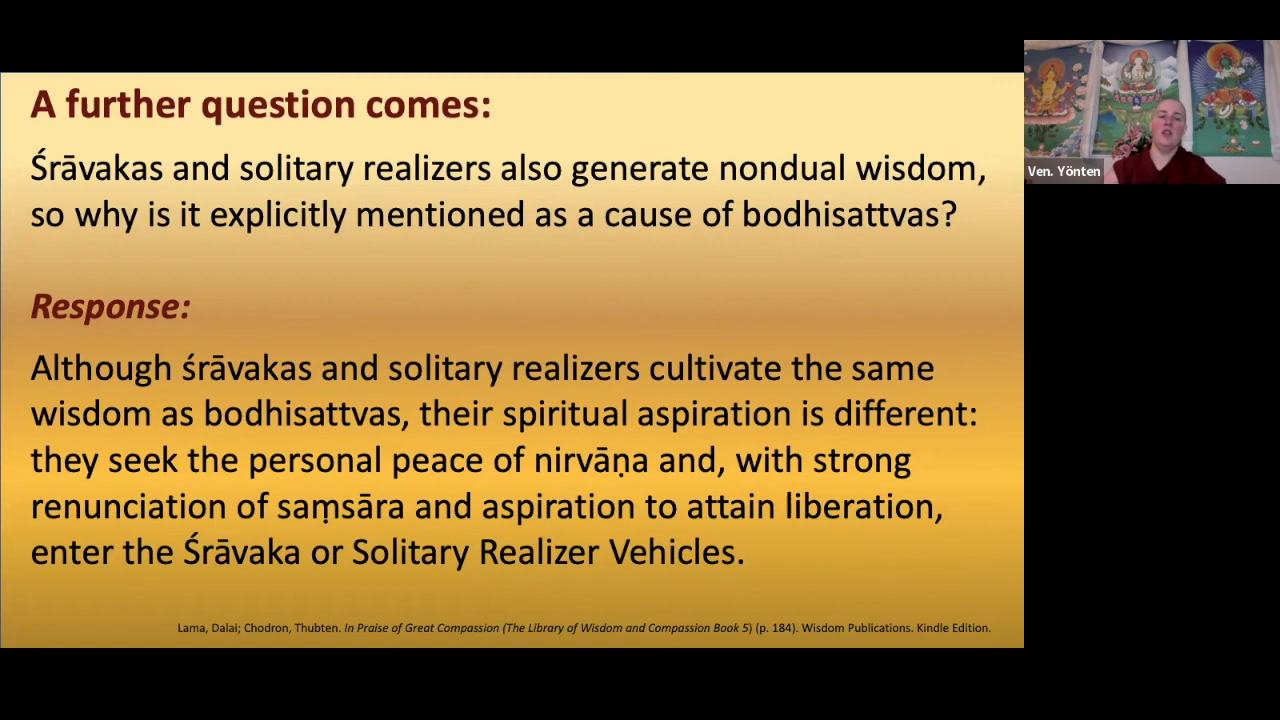 A further question comes:
Śrāvakas and solitary realizers also generate nondual wisdom,
so why is it explicitly mentioned as a cause of bodhisattvas?
Response:
Although śrāvakas and solitary realizers cultivate the same
wisdom as bodhisattvas, their spiritual aspiration is different:
they seek the personal peace of nirvāṇa and, with strong
renunciation of saṃsāra and aspiration to attain liberation,
enter the Śrāvaka or Solitary Realizer Vehicles.
Lama, Dalai; Chodron, Thubten. In Praise of Great Compassion (The Library of Wisdom and Compassion Book 5) (p. 184). Wisdom Publications. Kindle Edition.
Ven. Yönten